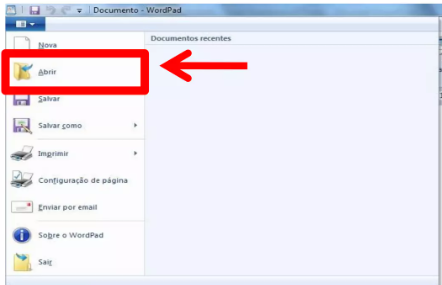 Documento - WordPad
Documentos recentes
Nova
Abrir
Salvar
Salvar como
Imprimir
Configuração de página
Enviar por email
Sobre o WordPad
Sair